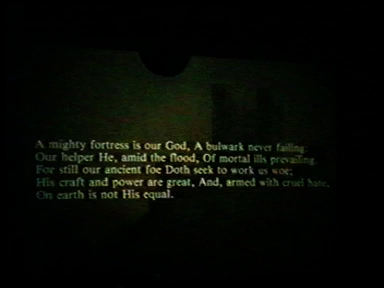 A mighty fortress is our God, A bulwark never failing:
Our helper He, amid the flood, Of mortal ills prevailing.
For still our ancient foe Doth seek to work us woe;
His craft and power are great, And, armed with cruel hate,
On earth is not His equal.